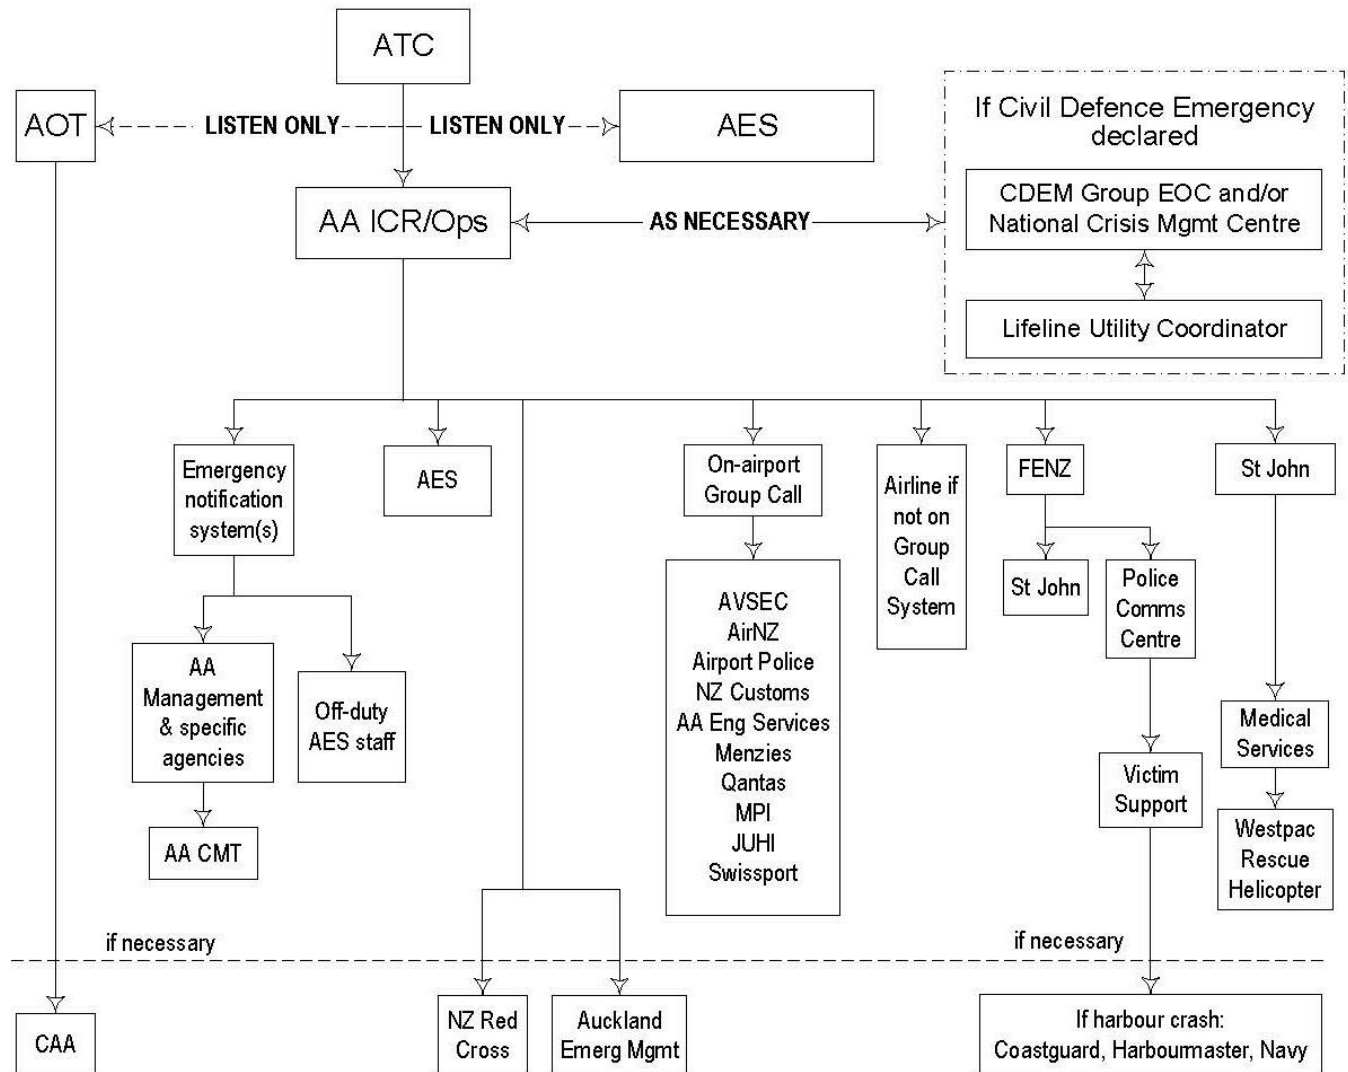 ATC
AOT
LISTEN ONLY
LISTEN ONLY
AES
If Civil Defence Emergency
declared
CDEM Group EOC and/or
National Crisis Mgmt Centre
Lifeline Utility Coordinator
AA ICR/Ops
AS NECESSARY
Emergency
notification
system(s)
AES
On-airport
Group Call
Airline if
not on
Group
Call
System
FENZ
St John
AVSEC
AirNZ
Airport Police
NZ Customs
AA Eng Services
Menzies
Qantas
MPI
JUHI
Swissport
St John
Police
Comms
Centre
AA
Management
& specific
agencies
Off-duty
AES staff
Medical
Services
Victim
Support
AA CMT
Westpac
Rescue
Helicopter
if necessary
if necessary
CAA
NZ Red
Cross
Auckland
Emerg Mgmt
If harbour crash:
Coastguard, Harbourmaster, Navy